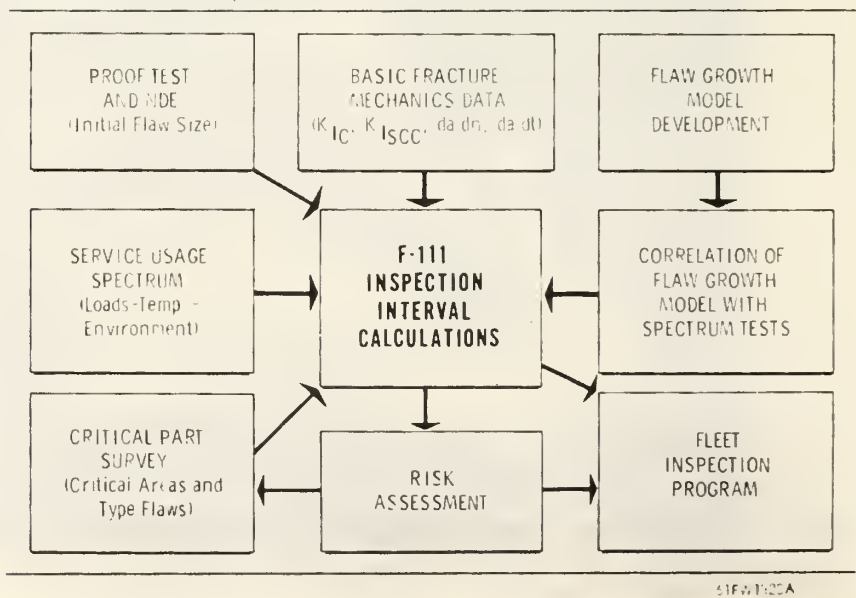 PROOF TEST
AND NDE
(Initial Flaw Size)
BASIC FRACTURE
MECHANICS DATA
(K IC, K ISCC, da dn, da dt)
FLAW GROWTH
MODEL
DEVELOPMENT
SERVICE USAGE
SPECTRUM
(Loads-Temp -
Environment)
F-111
INSPECTION
INTERVAL
CALCULATIONS
CORRELATION OF
FLAW GROWTH
MODEL WITH
SPECTRUM TESTS
CRITICAL PART
SURVEY
(Critical Areas and
Type Flaws)
RISK
ASSESSMENT
FLEET
INSPECTION
PROGRAM